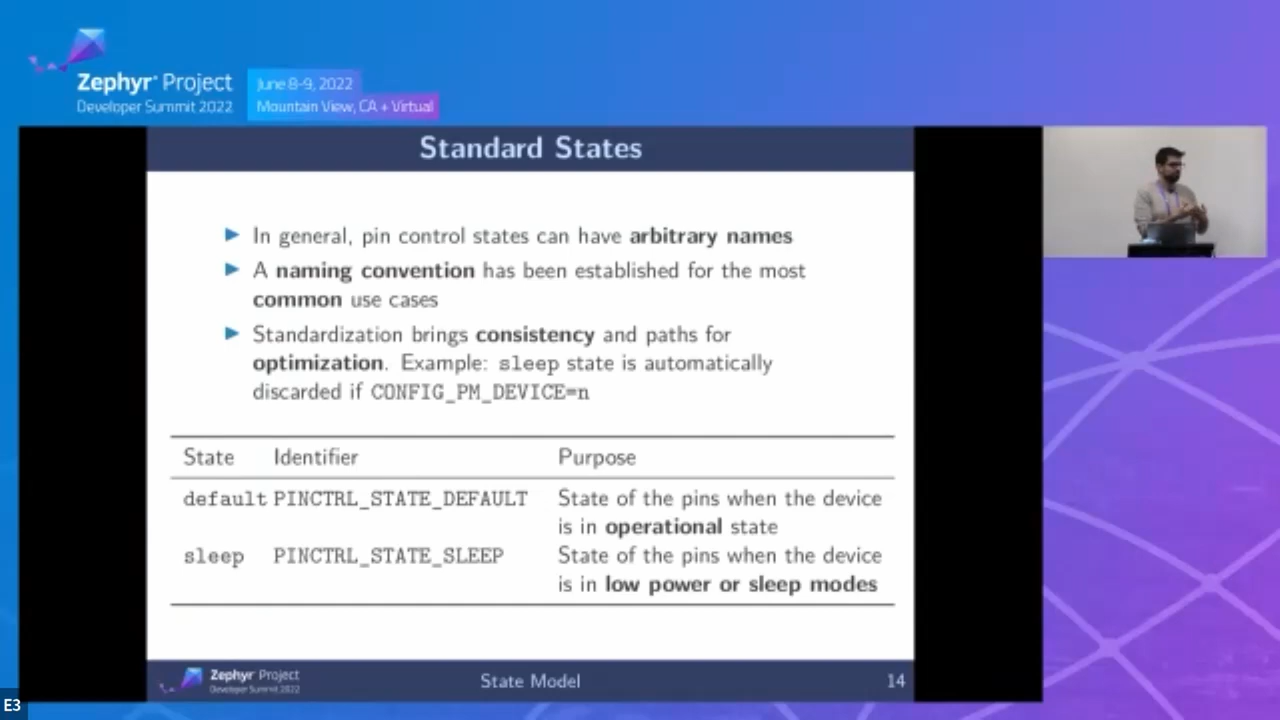 Zephyr® Project
Developer Summit 2022
June 8-9, 2022
Mountain View, CA + Virtual
Standard States
In general, pin control states can have arbitrary names
A naming convention has been established for the most
common use cases
Standardization brings consistency and paths for
optimization. Example: sleep state is automatically
discarded if CONFIG_PM_DEVICE=n
State Identifier Purpose
default PINCTRL_STATE_DEFAULT State of the pins when the device
is in operational state
sleep PINCTRL_STATE_SLEEP State of the pins when the device
is in low power or sleep modes
Zephyr Project
Developer Summit 2022
State Model
14
E3